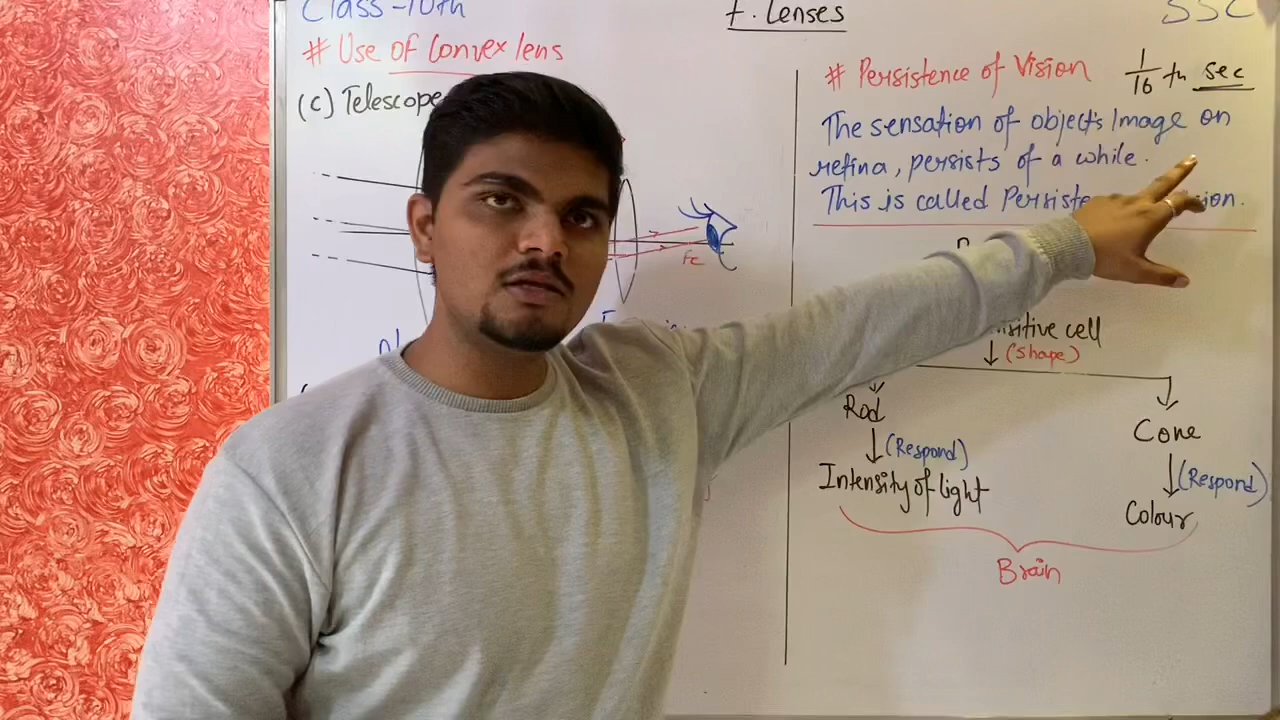 Class-10th
7. Lenses
SSC
# Use of Convex lens
(c) Telescope
Fe
# Persistence of Vision 1/16 th sec
The sensation of object's Image on
retina, persists of a while.
This is called Persiste ion.
sitive cell
(shape)
Rod
Cone
(Respond)
(Respond)
Intensity of light
Colour
Brain